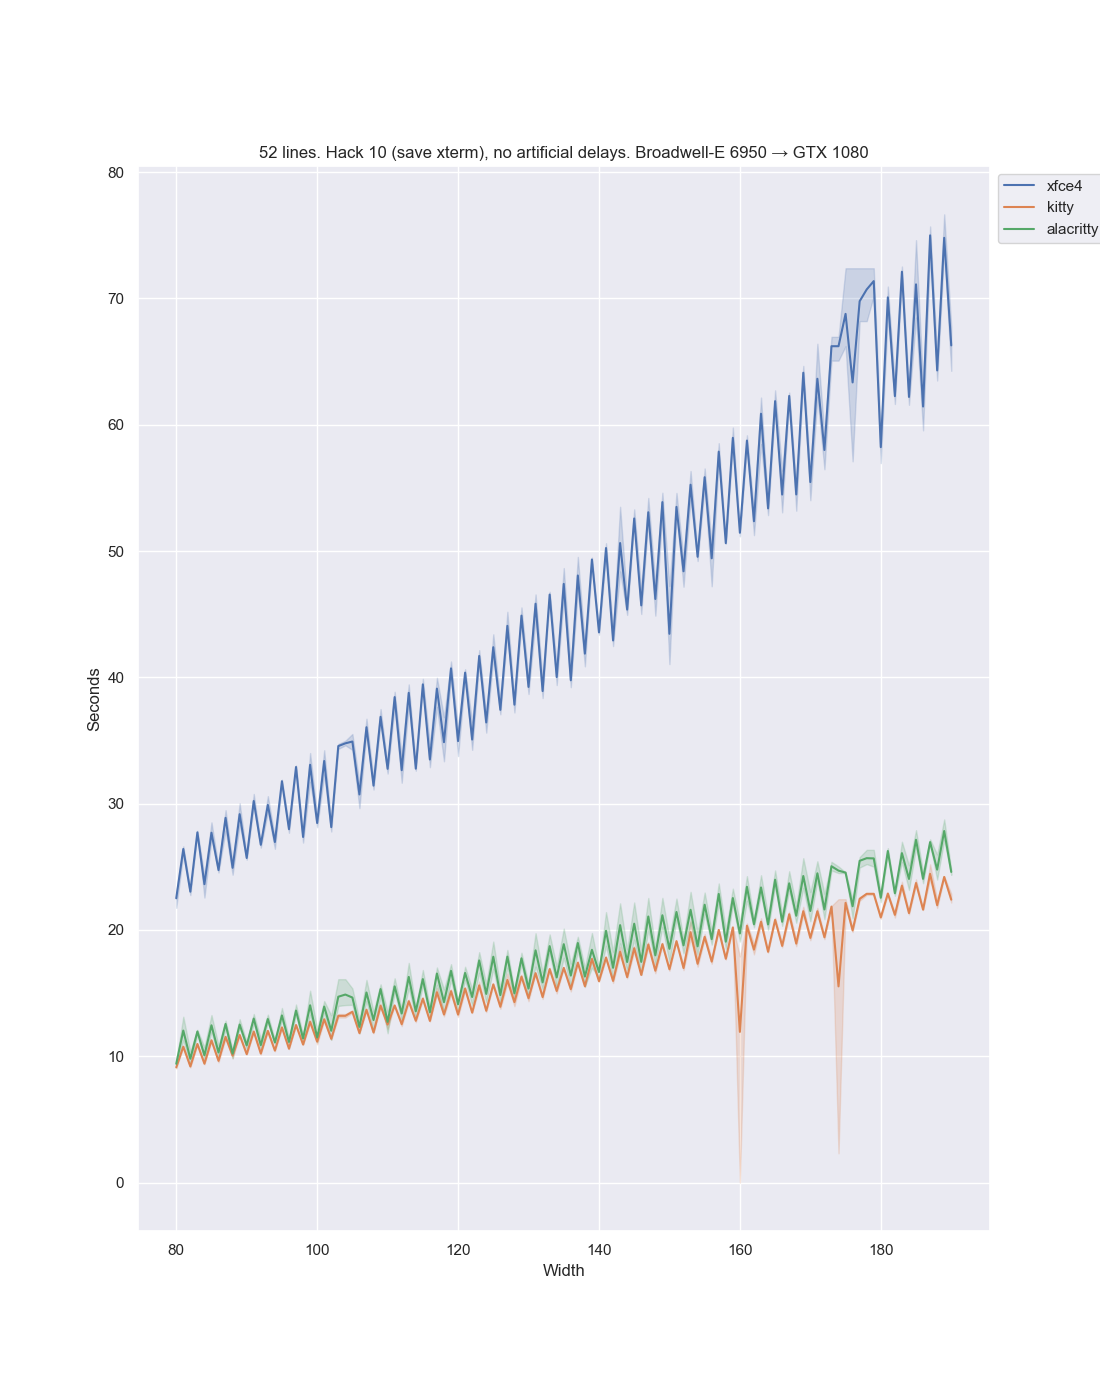 52 lines. Hack 10 (save xterm), no artificial delays. Broadwell-E 6950 → GTX 1080
80
70
60
50
40
30
20
10
0
Seconds
80 100 120 140 160 180
Width
xfce4
kitty
alacritty